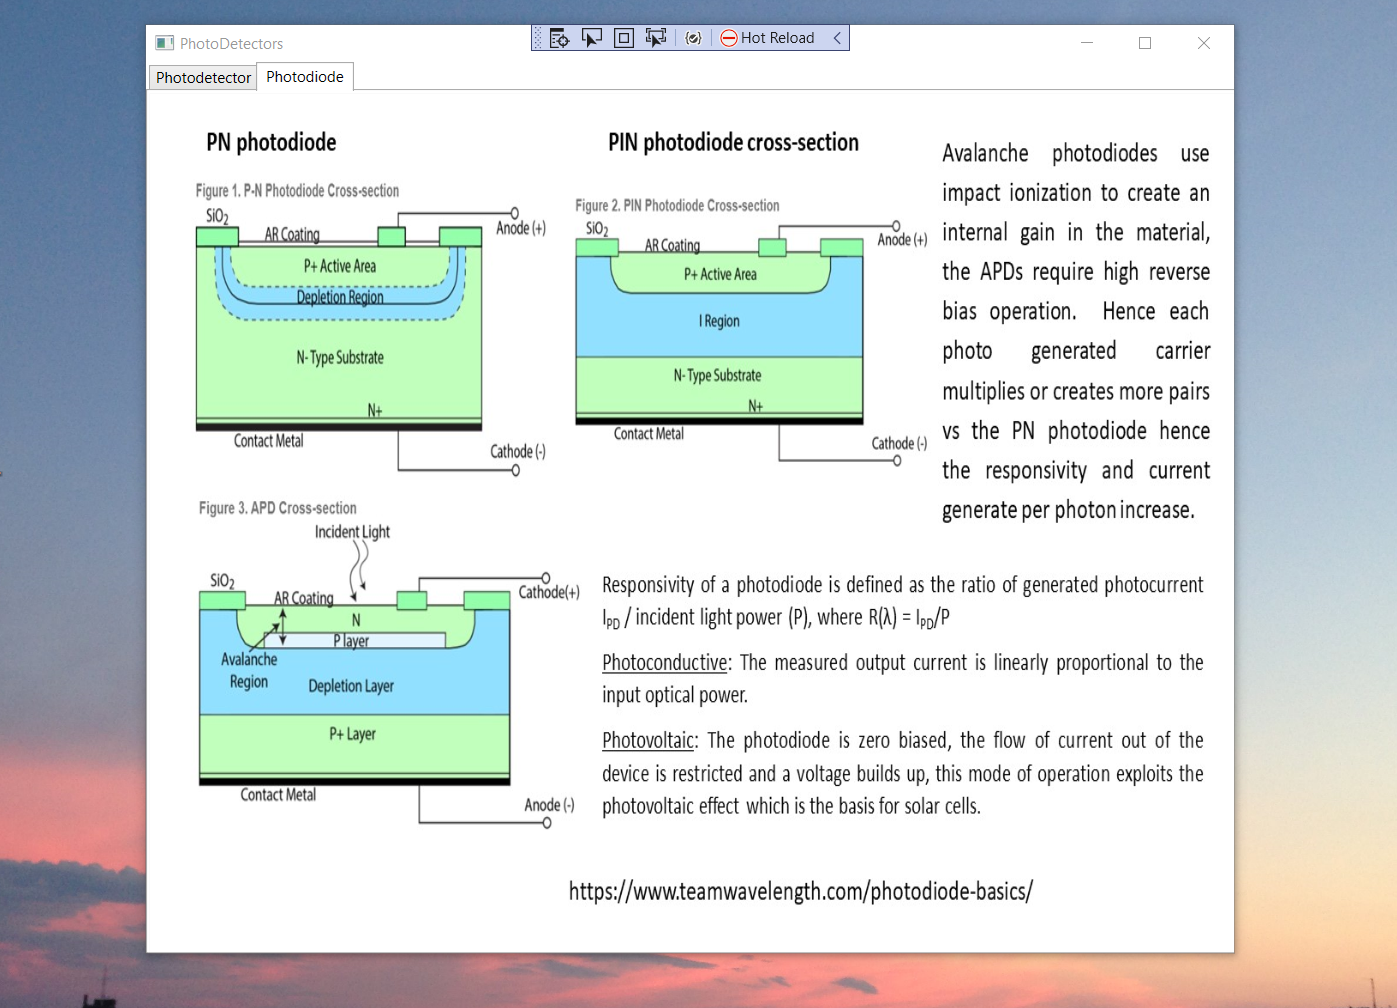 PhotoDetectors
Hot Reload
Photodetector Photodiode
PN photodiode
Figure 1. P-N Photodiode Cross-section
SiO2
AR Coating
Anode (+)
P+ Active Area
Depletion Region
N- Type Substrate
N+
Contact Metal
Cathode (-)
PIN photodiode cross-section
Figure 2. PIN Photodiode Cross-section
SiO2
AR Coating
Anode (+)
P+ Active Area
I Region
N- Type Substrate
N+
Contact Metal
Cathode (-)
Avalanche photodiodes use
impact ionization to create an
internal gain in the material,
the APDs require high reverse
bias operation. Hence each
photo generated carrier
multiplies or creates more pairs
vs the PN photodiode hence
the responsivity and current
generate per photon increase.
Figure 3. APD Cross-section
Incident Light
SiO2
AR Coating
Cathode(+)
N
P layer
Avalanche
Region
Depletion Layer
P+ Layer
Contact Metal
Anode (-)
Responsivity of a photodiode is defined as the ratio of generated photocurrent
IPD / incident light power (P), where R(λ) = IPD/P
Photoconductive: The measured output current is linearly proportional to the
input optical power.
Photovoltaic: The photodiode is zero biased, the flow of current out of the
device is restricted and a voltage builds up, this mode of operation exploits the
photovoltaic effect which is the basis for solar cells.
https://www.teamwavelength.com/photodiode-basics/